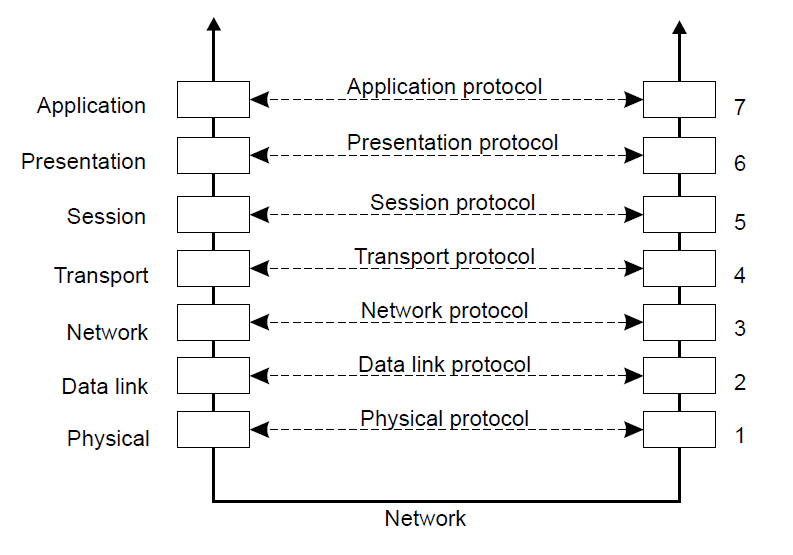 Application protocol
Application
7
Presentation protocol
Presentation
6
Session protocol
Session
5
Transport protocol
Transport
4
Network protocol
Network
3
Data link protocol
Data link
2
Physical protocol
Physical
1
Network